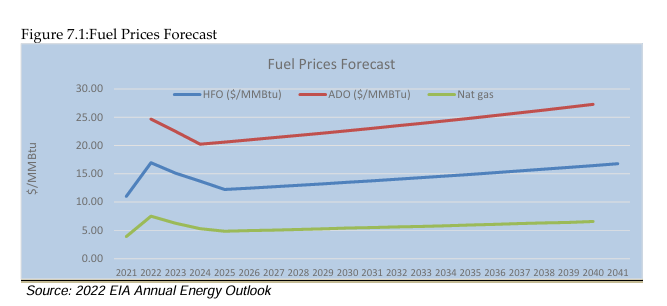 Figure 7.1:Fuel Prices Forecast
Fuel Prices Forecast
HFO ($/MMBtu) ADO ($/MMBTu) Nat gas
$/MMBtu
30.00
25.00
20.00
15.00
10.00
5.00
0.00
2021 2022 2023 2024 2025 2026 2027 2028 2029 2030 2031 2032 2033 2034 2035 2036 2037 2038 2039 2040 2041
Source: 2022 EIA Annual Energy Outlook